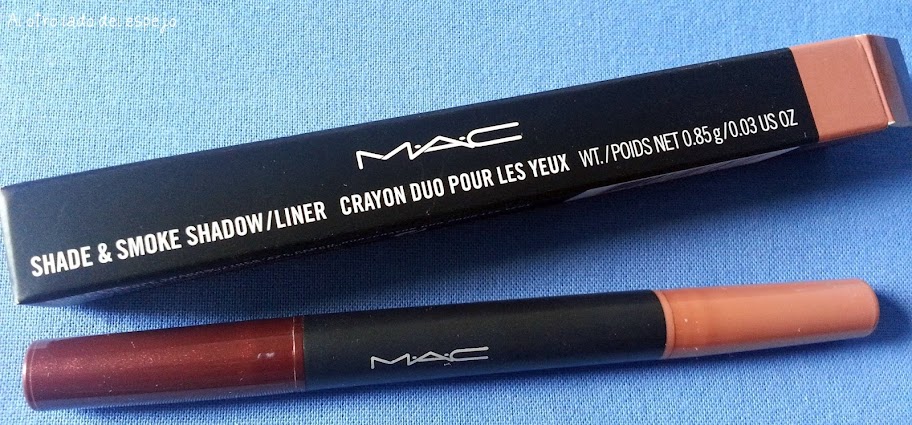 Al otro lado del espejo
M·A·C
SHADE & SMOKE SHADOW/LINER CRAYON DUO POUR LES YEUX WT./POIDS NET 0.85g/0.03 US OZ
M·A·C